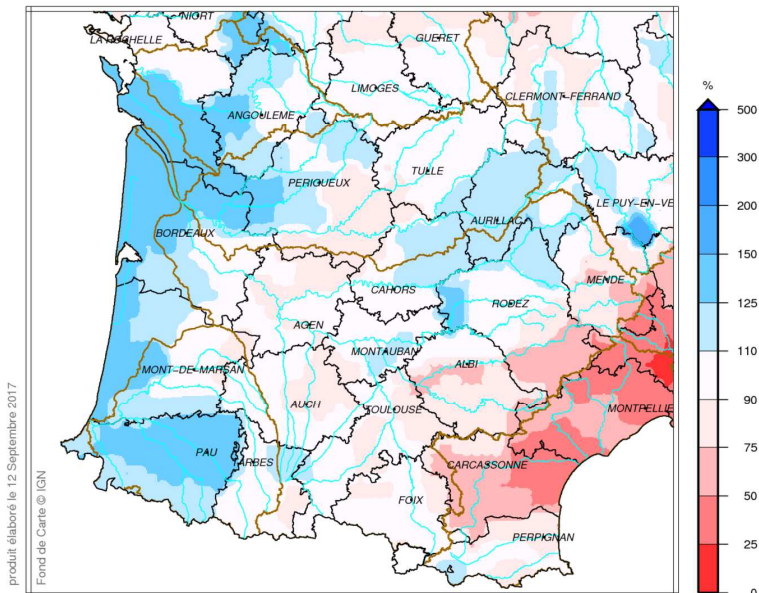 NIORT
LA ROCHELLE
GUERET
%
LIMOGES
CLERMONT-FERRAND
500
ANGOULEME
300
TULLE
PERIGUEUX
LE PUY-EN-VE
200
AURILLAC
BORDEAUX
150
MENDE
CAHORS
RODEZ
125
AGEN
MONTAUBAN
110
ALBI
MONT-DE-MARSAN
90
AUCH
TOULOUSE
MONTPELLIE
75
PAU
TARBES
CARCASSONNE
50
FOIX
PERPIGNAN
25
0
produit élaboré le 12 Septembre 2017
Fond de Carte © IGN